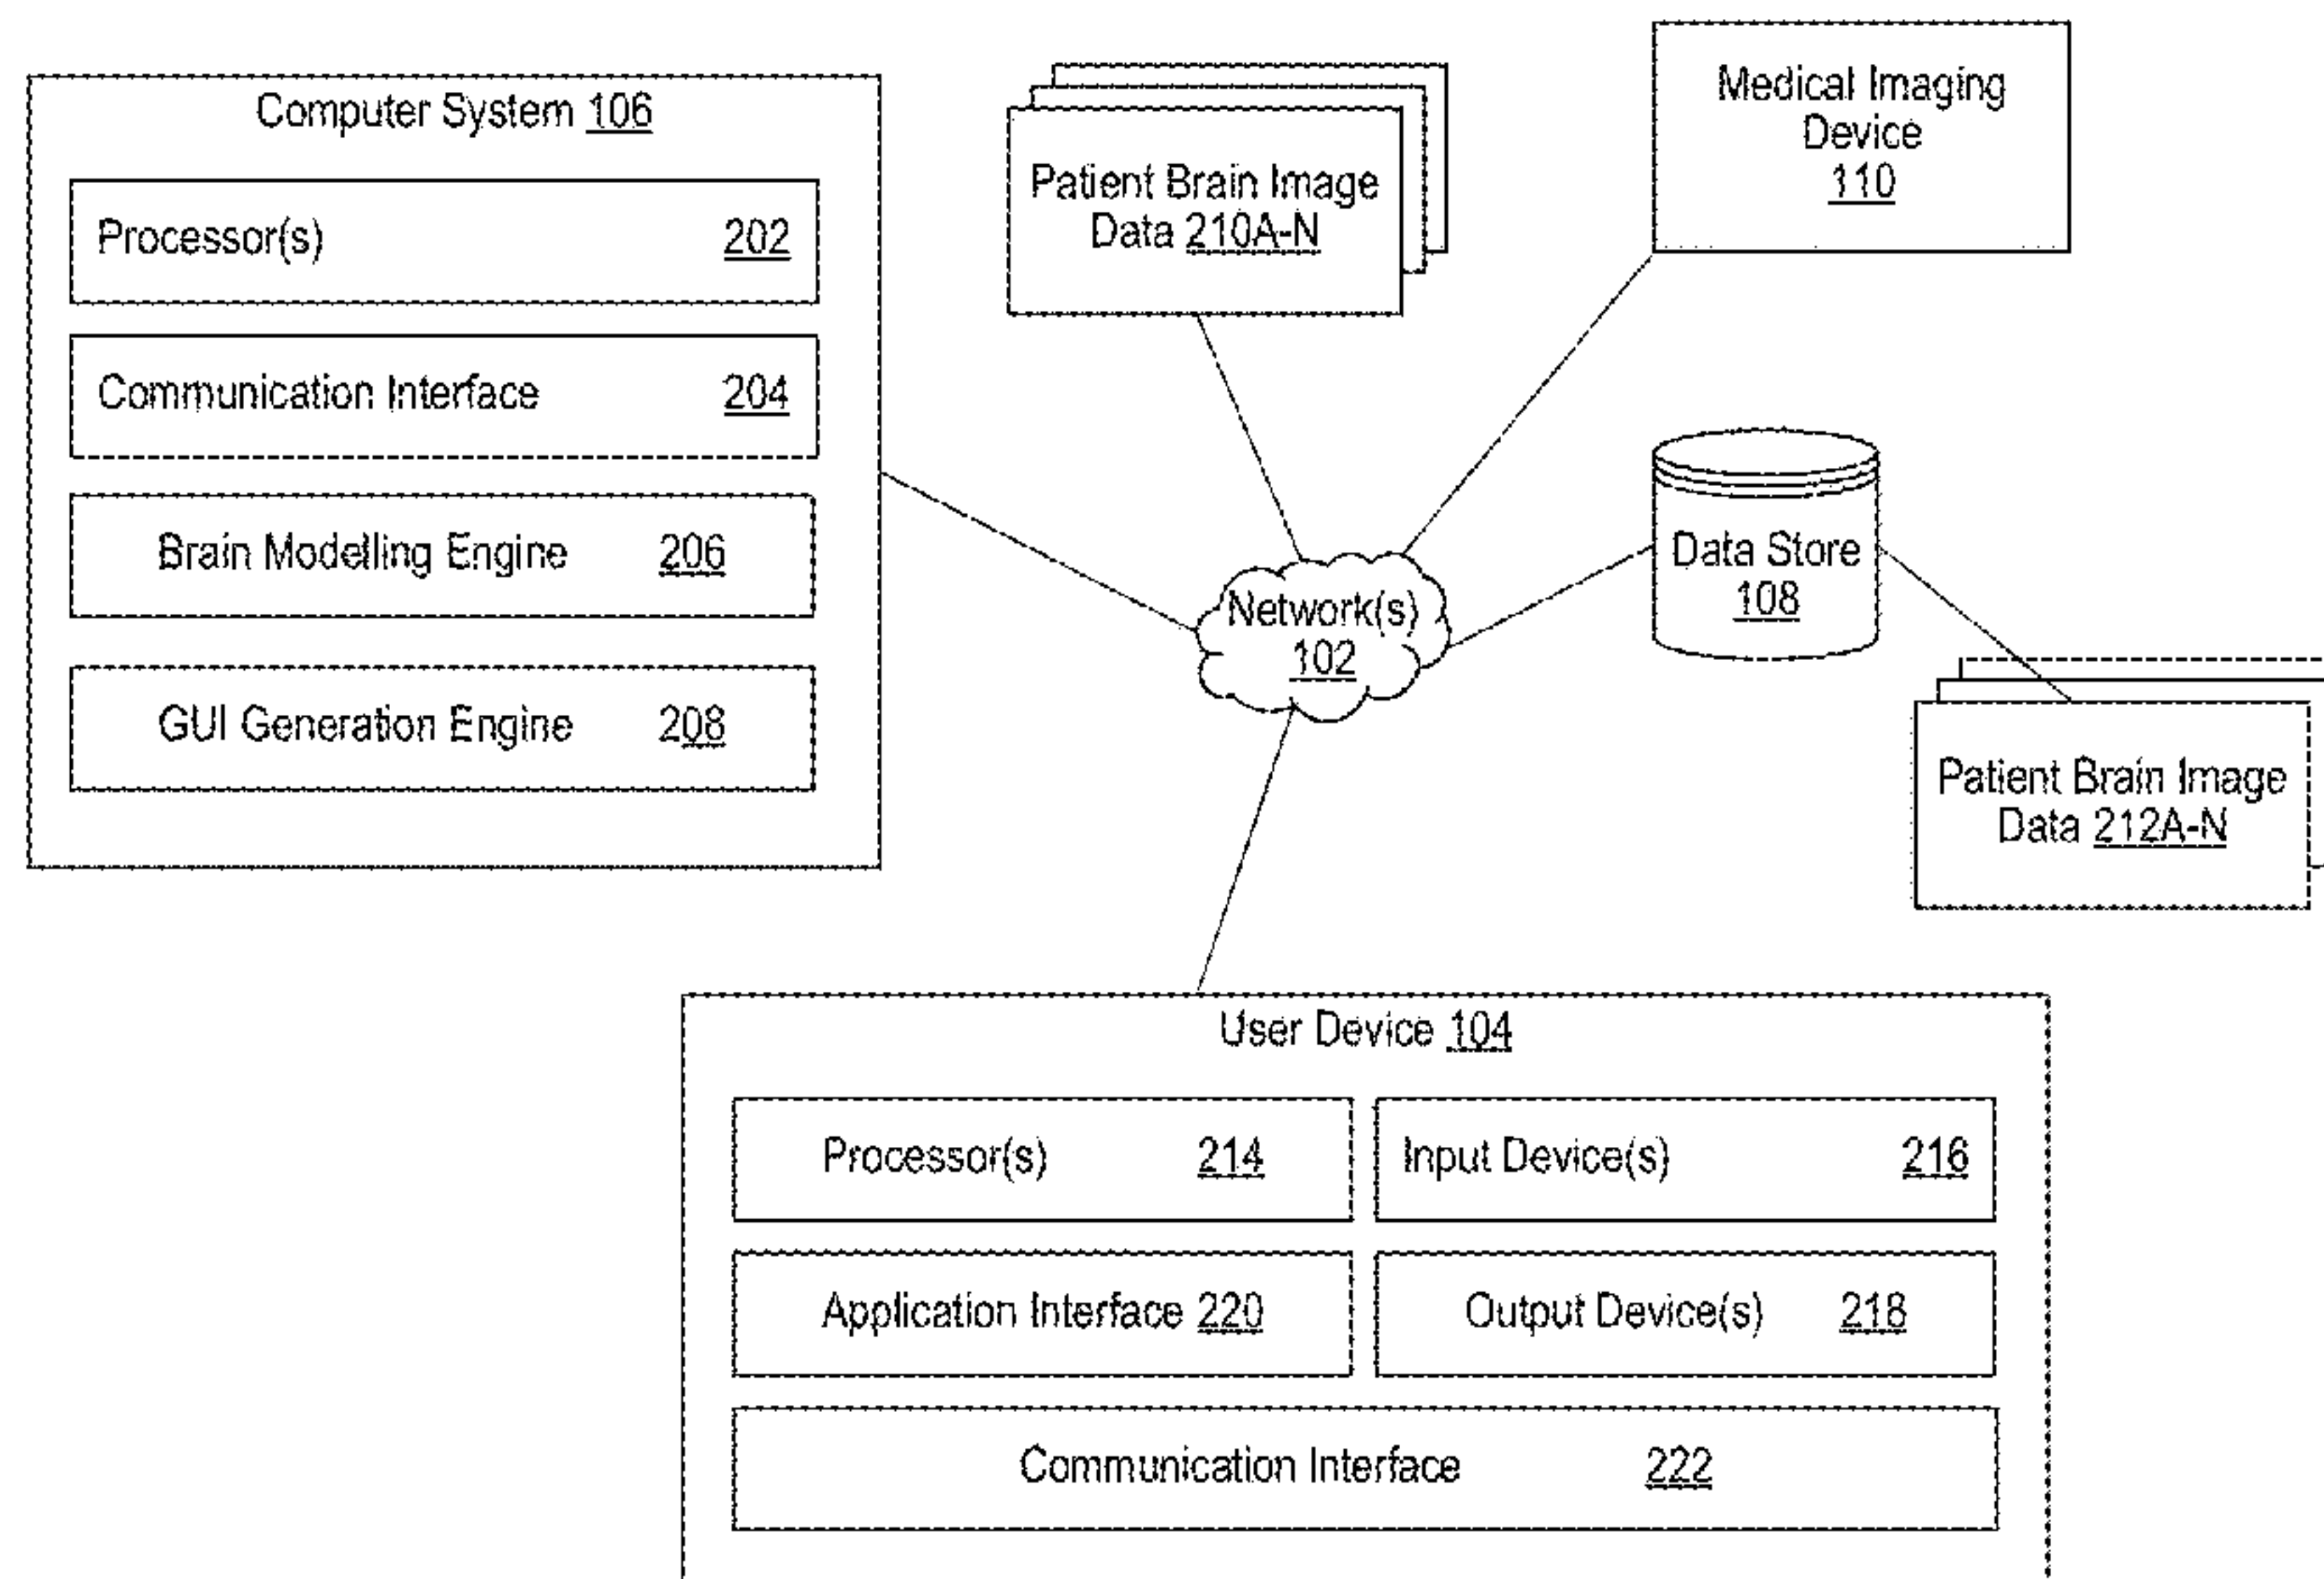 Computer System 106
Processor(s) 202
Communication Interface 204
Brain Modelling Engine 206
GUI Generation Engine 208
Patient Brain Image
Data 210A-N
Medical Imaging
Device
110
Network(s)
102
Data Store
108
Patient Brain Image
Data 212A-N
User Device 104
Processor(s) 214
Input Device(s) 216
Application Interface 220
Output Device(s) 218
Communication Interface 222